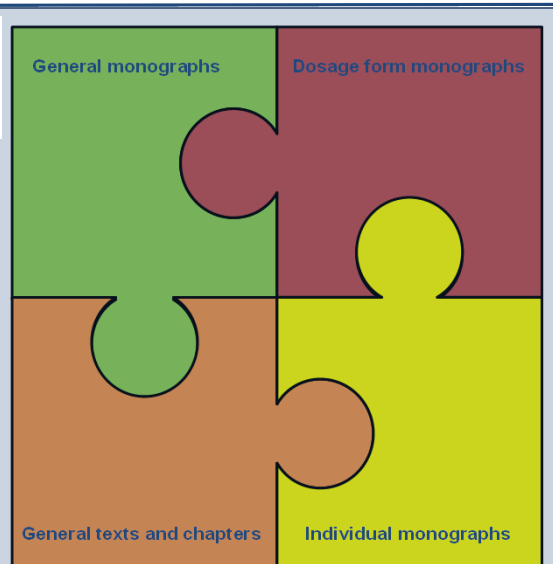 General monographs
Dosage form monographs
General texts and chapters
Individual monographs